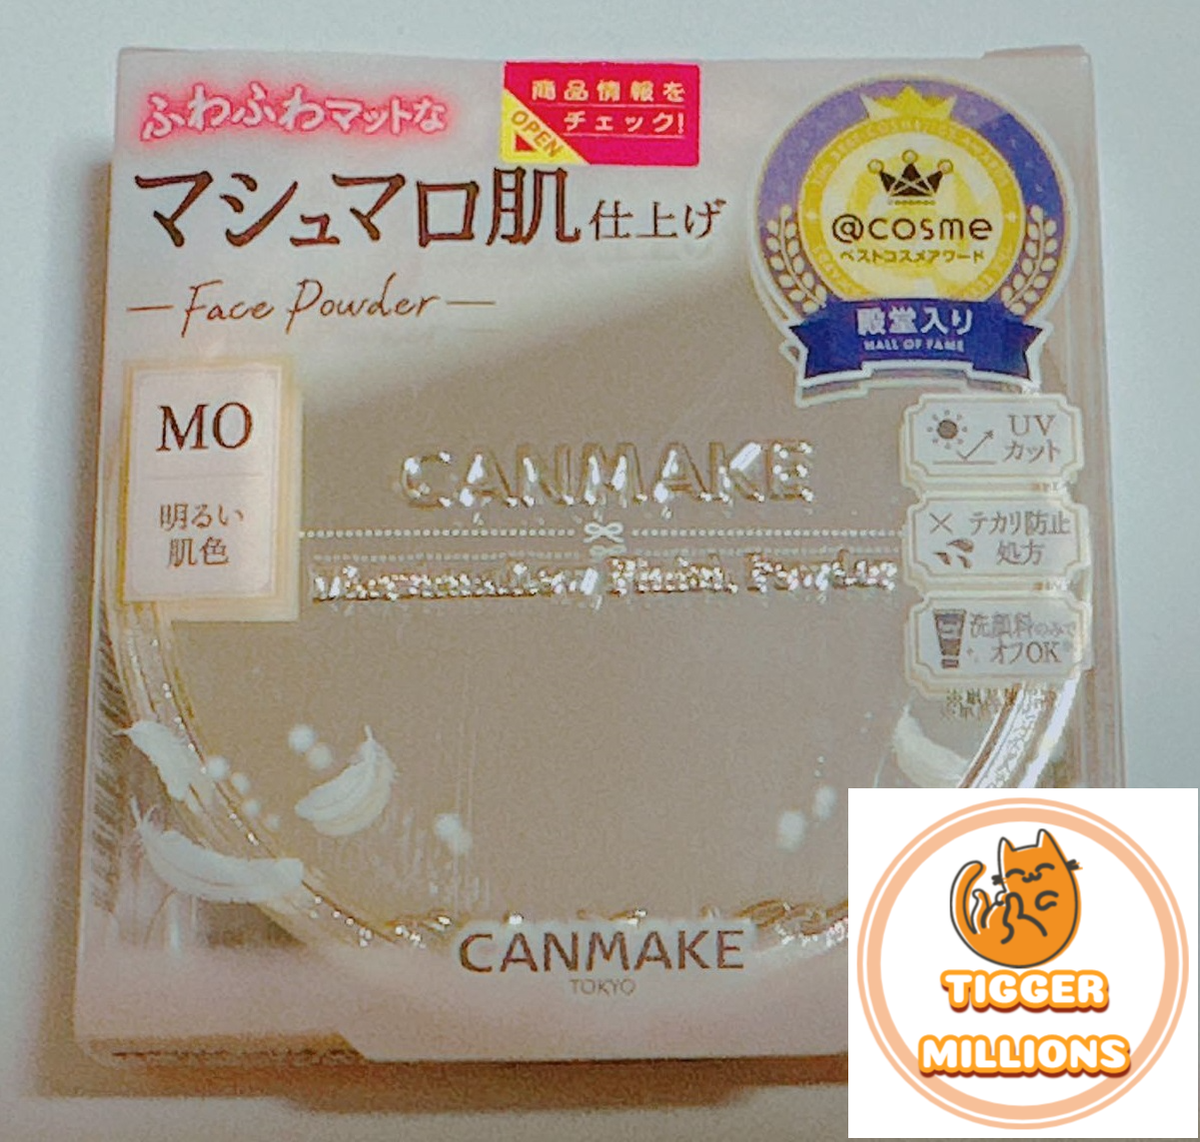 ふわふわマットな
マシュマロ肌仕上げ
Face Powder
商品情報を
チェック!
OPEN
@cosme
ベストコスメアワード
殿堂入り
HALL OF FAME
MO
明るい
肌色
CANMAKE
UV
カット
テカリ防止
処方
洗顔料のみで
オフOK
CANMAKE
TOKYO
TIGGER
MILLIONS